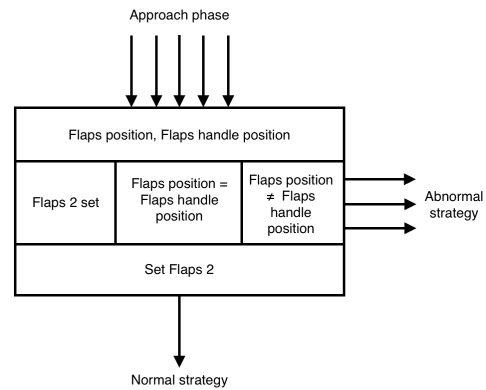 Approach phase
Flaps position, Flaps handle position
Flaps 2 set
Flaps position =
Flaps handle
position
Flaps position
≠ Flaps
handle
position
Abnormal
strategy
Set Flaps 2
Normal strategy